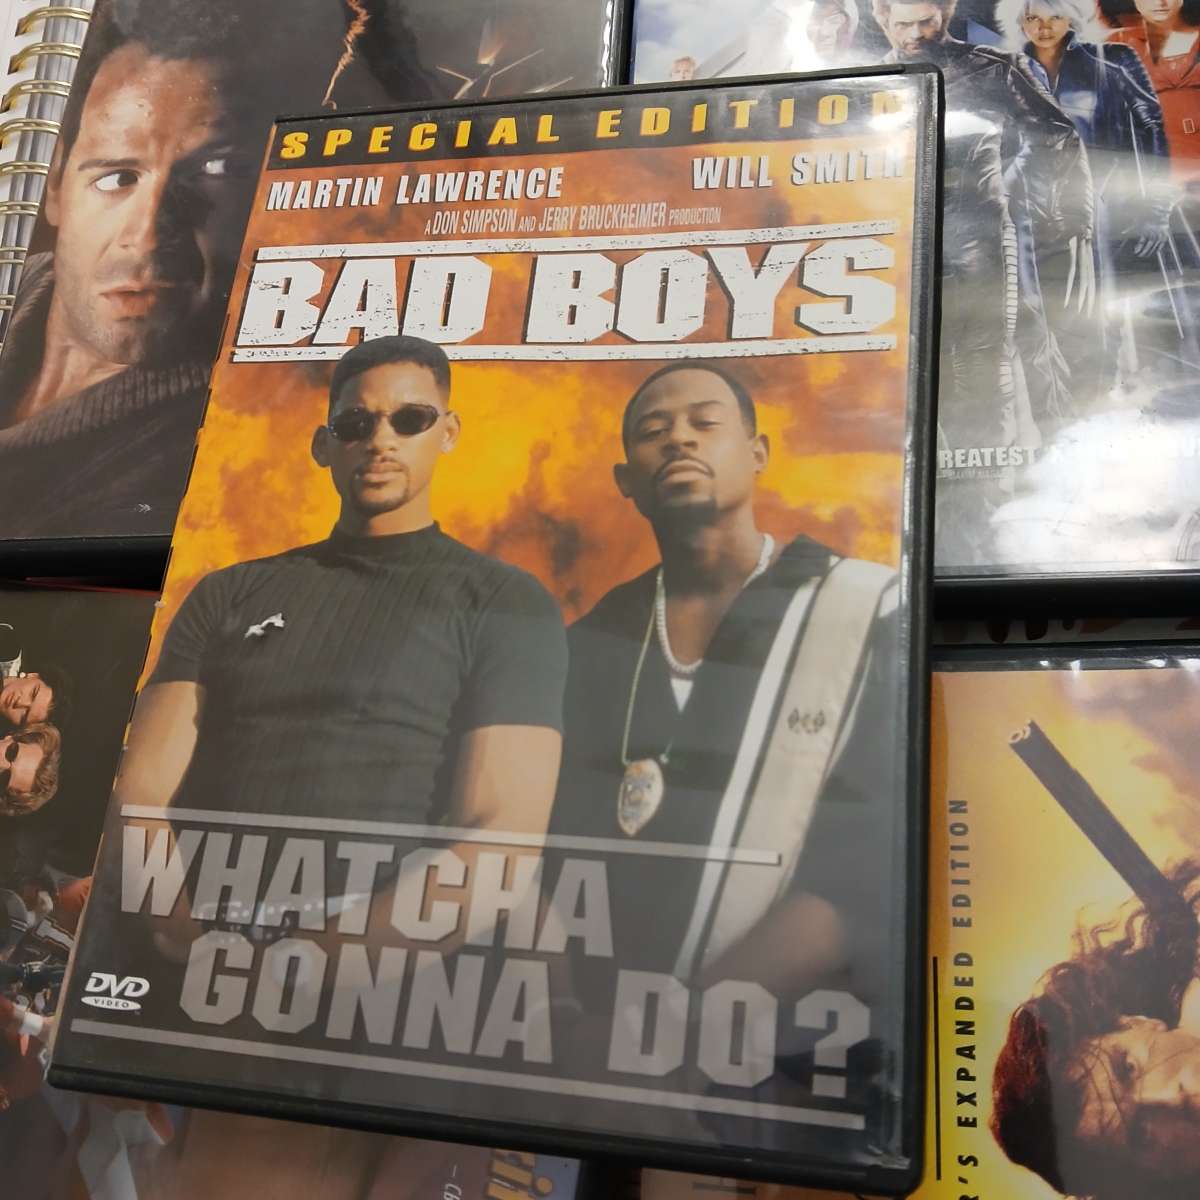 SPECIAL EDITION
MARTIN LAWRENCE WILL SMITH
A DON SIMPSON AND JERRY BRUCKHEIMER PRODUCTION
BAD BOYS
WHATCHA
GONNA DO?
DVD
VIDEO
REATEST
'S EXPANDED EDITION